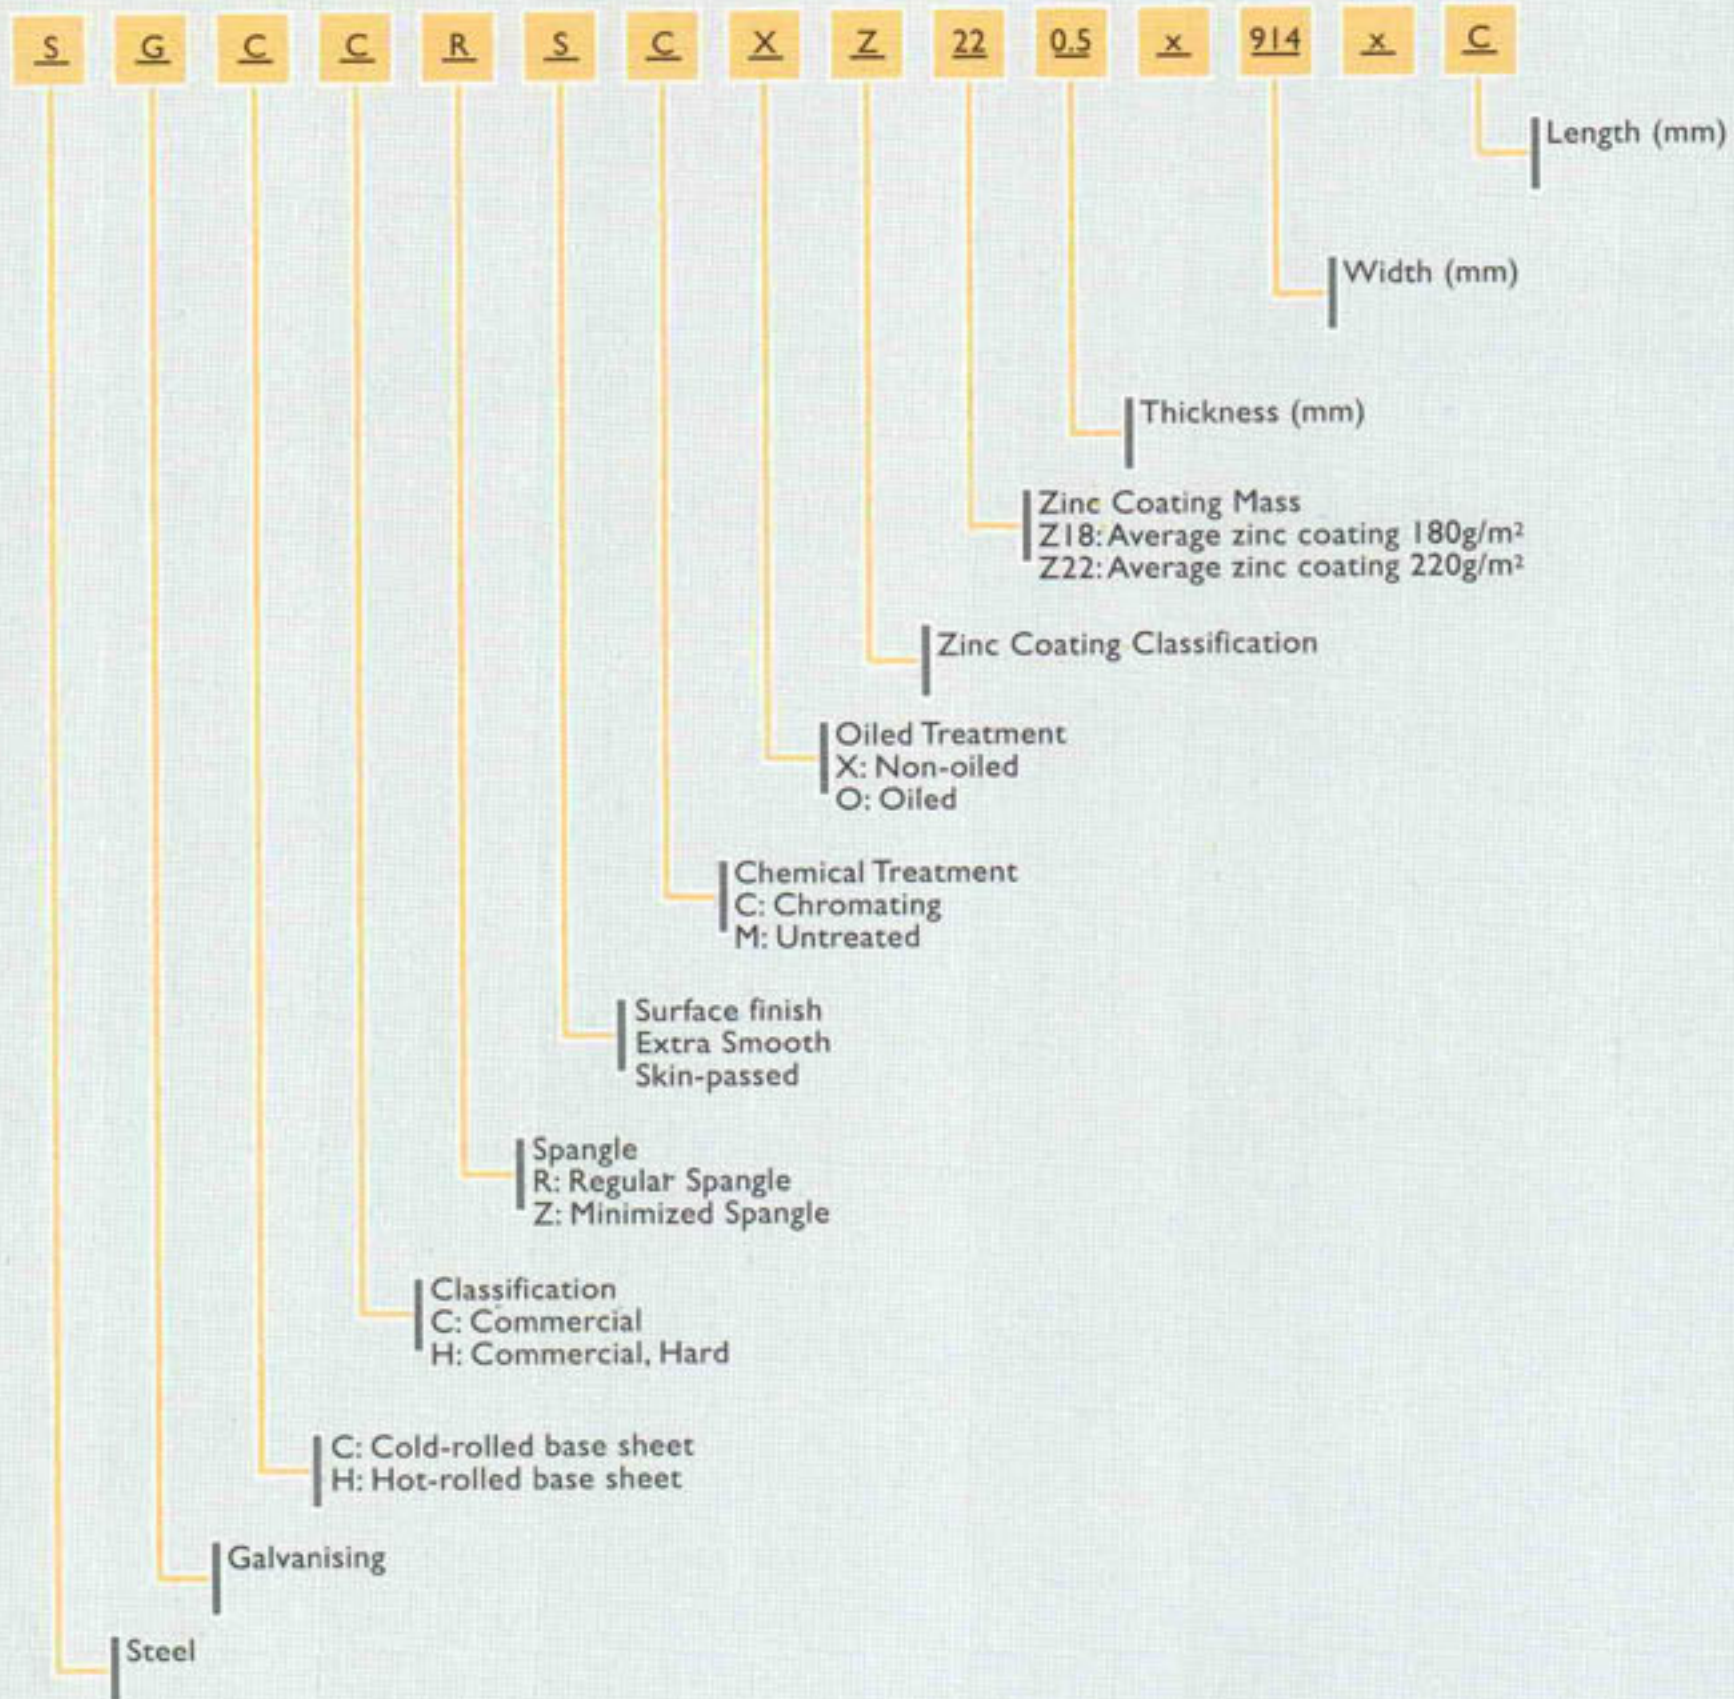 S G C C R S C X Z 22 0.5 x 914 x C
Length (mm)
Width (mm)
Thickness (mm)
Zinc Coating Mass
Z18: Average zinc coating 180g/m²
Z22: Average zinc coating 220g/m²
Zinc Coating Classification
Oiled Treatment
X: Non-oiled
O: Oiled
Chemical Treatment
C: Chromating
M: Untreated
Surface finish
Extra Smooth
Skin-passed
Spangle
R: Regular Spangle
Z: Minimized Spangle
Classification
C: Commercial
H: Commercial, Hard
C: Cold-rolled base sheet
H: Hot-rolled base sheet
Galvanising
Steel